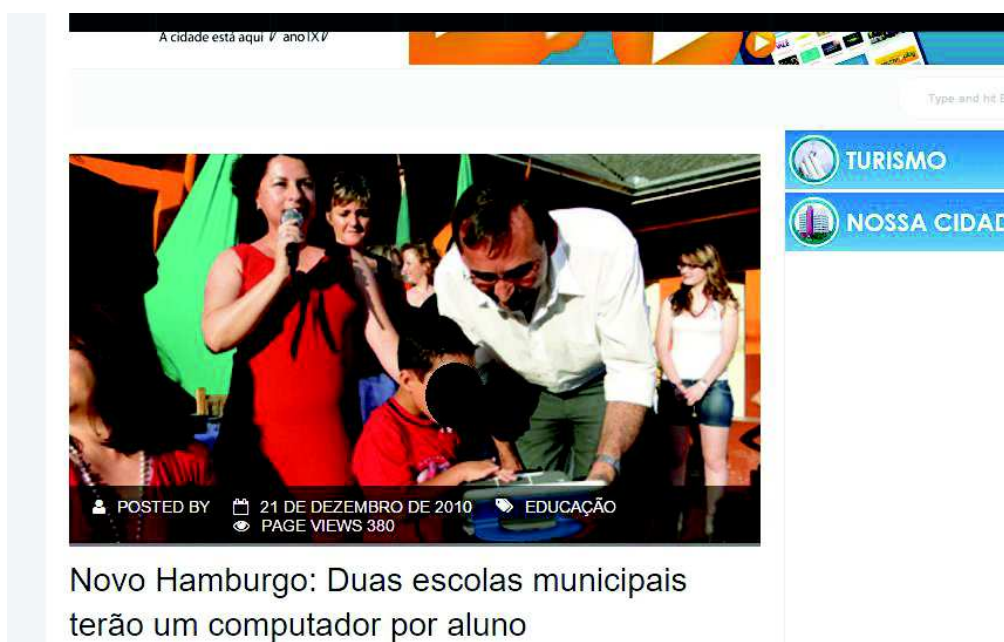 A cidade está aqui
ano IX
Type and hit E
TURISMO
NOSSA CIDAD
POSTED BY 21 DE DEZEMBRO DE 2010 EDUCAÇÃO
PAGE VIEWS 380
Novo Hamburgo: Duas escolas municipais
terão um computador por aluno